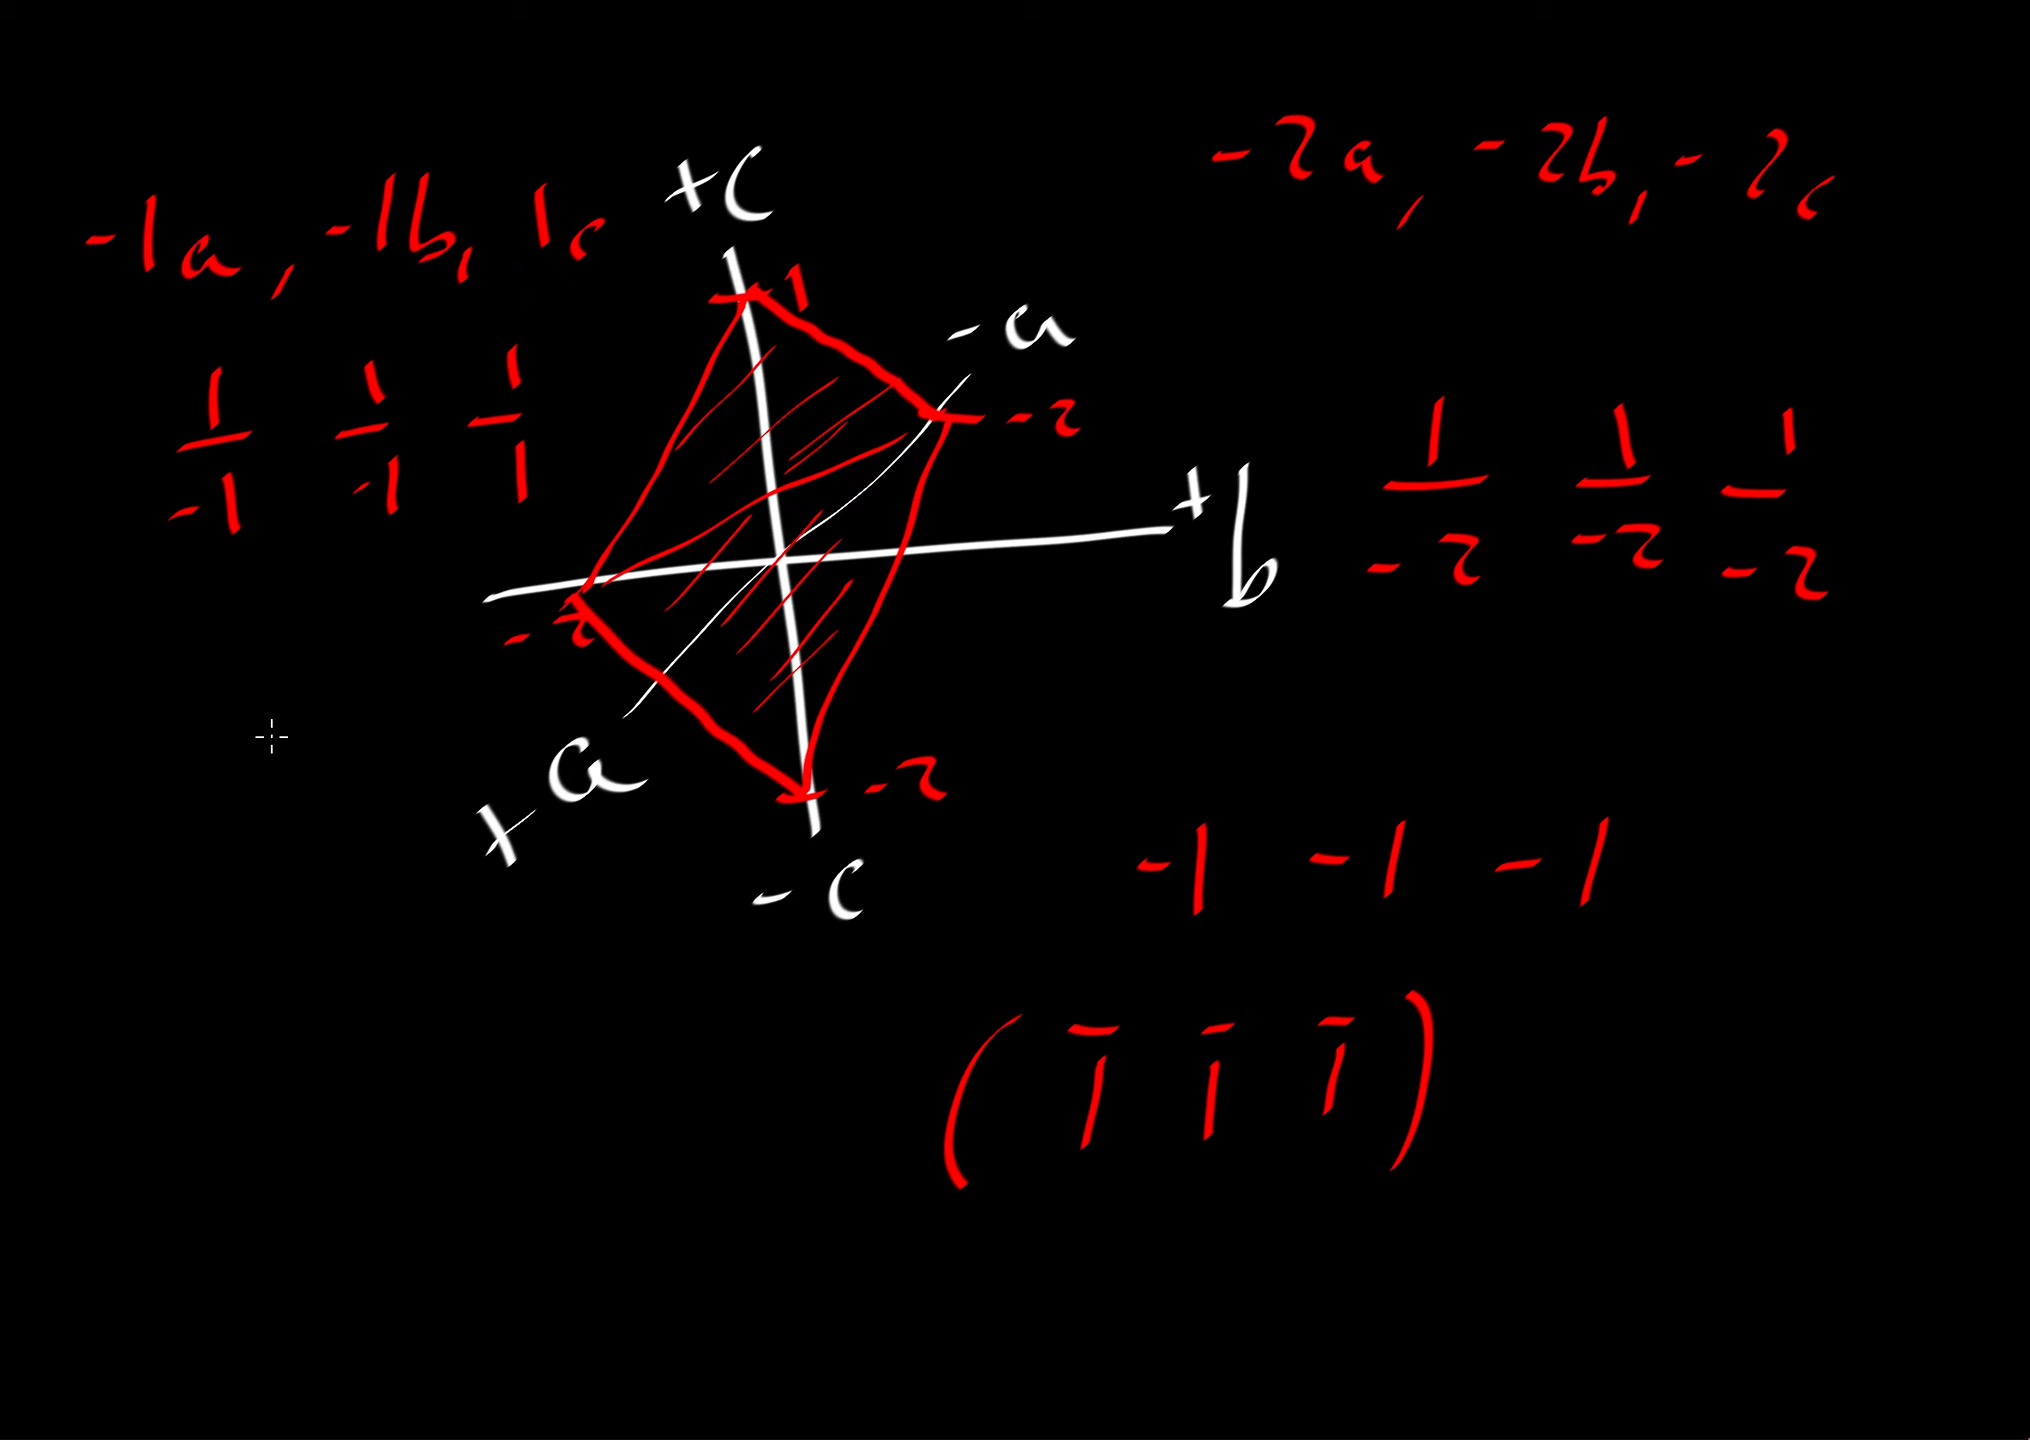 -1a, -1b, 1c
1/-1 1/-1 1/1
+c
1
-a
-2
+b
-2
+a
-2
-c
-2a, -2b, -2c
1/-2 1/-2 1/-2
-1 -1 -1
(1̄ 1̄ 1̄)